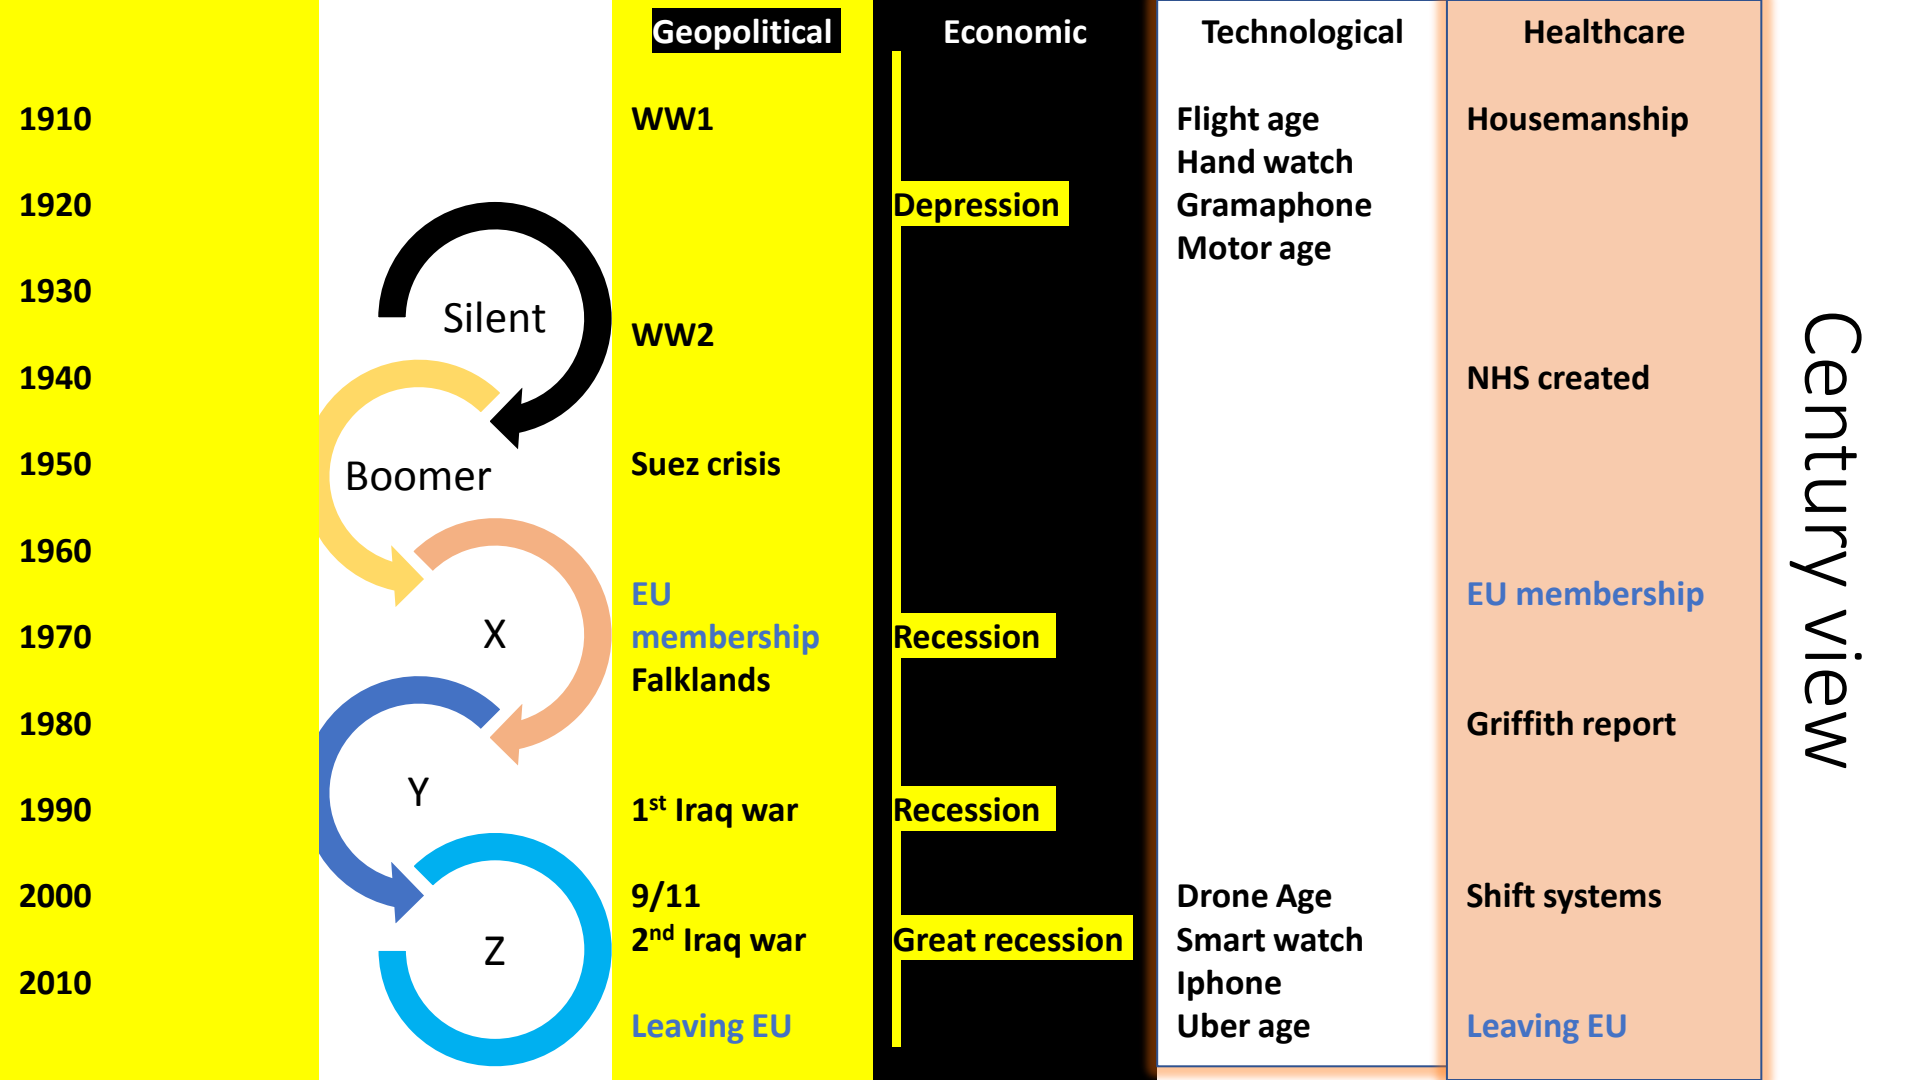 Geopolitical
Economic
Technological
Healthcare
1910
1920
1930
1940
1950
1960
1970
1980
1990
2000
2010
Silent
Boomer
X
Y
Z
WW1
WW2
Suez crisis
EU
membership
Falklands
1st Iraq war
9/11
2nd Iraq war
Leaving EU
Depression
Recession
Recession
Great recession
Flight age
Hand watch
Gramaphone
Motor age
Drone Age
Smart watch
Iphone
Uber age
Housemanship
NHS created
EU membership
Griffith report
Shift systems
Leaving EU
Century view